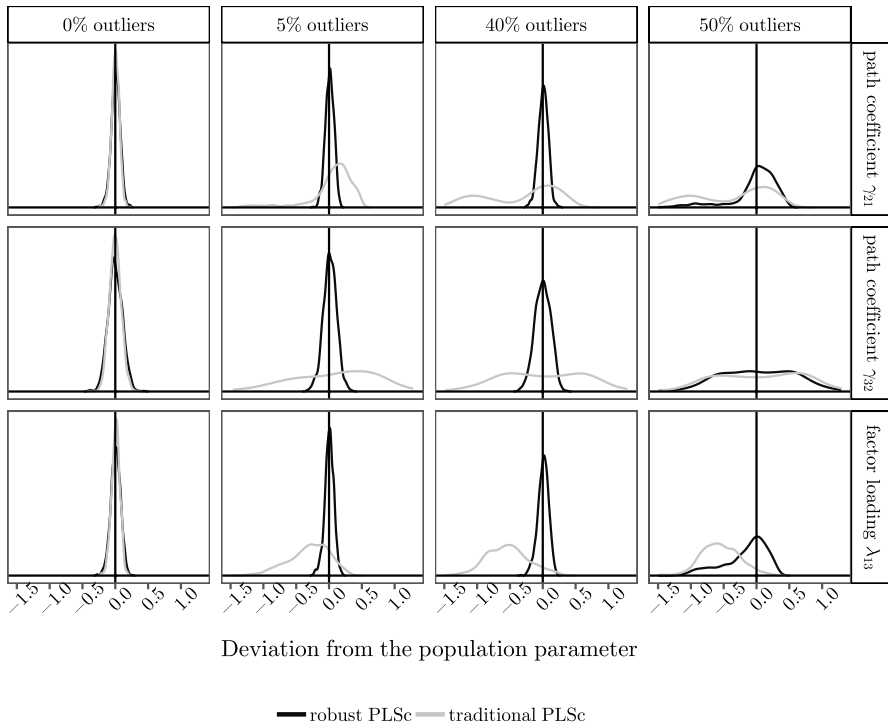 0% outliers
5% outliers
40% outliers
50% outliers
path coefficient γ21
path coefficient γ32
factor loading λ13
−1.5 −1.0 −0.5 0.0 0.5 1.0
−1.5 −1.0 −0.5 0.0 0.5 1.0
−1.5 −1.0 −0.5 0.0 0.5 1.0
−1.5 −1.0 −0.5 0.0 0.5 1.0
Deviation from the population parameter
robust PLSc traditional PLSc